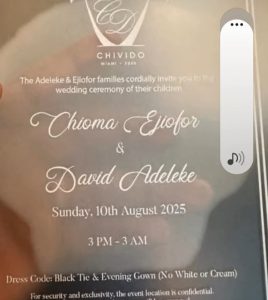 CD
CHIVIDO
MIAMI - 2025
The Adeleke & Ejiofor families cordially invite you to the
wedding ceremony of their children
Chioma Ejiofor
&
David Adeleke
Sunday, 10th August 2025
3 PM - 3 AM
Dress Code: Black Tie & Evening Gown (No White or Cream)
For security and exclusivity, the event location is confidential.